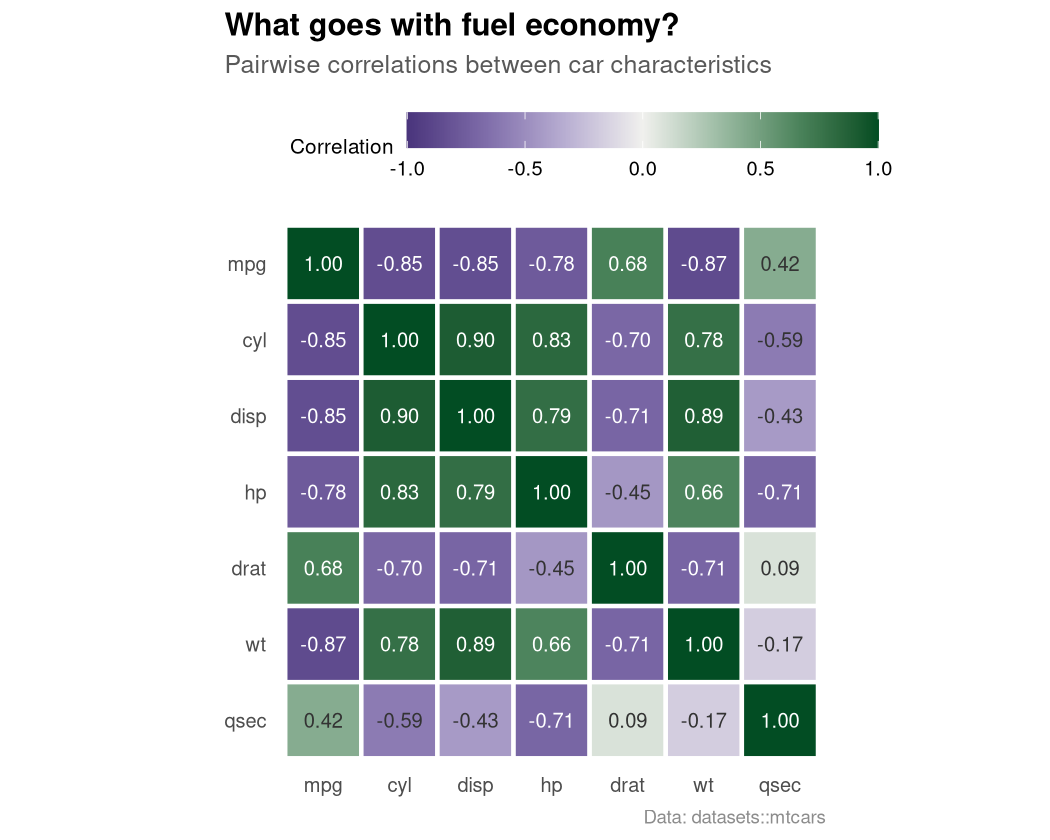 What goes with fuel economy?
Pairwise correlations between car characteristics
Correlation
-1.0 -0.5 0.0 0.5 1.0
mpg 1.00 -0.85 -0.85 -0.78 0.68 -0.87 0.42
cyl -0.85 1.00 0.90 0.83 -0.70 0.78 -0.59
disp -0.85 0.90 1.00 0.79 -0.71 0.89 -0.43
hp -0.78 0.83 0.79 1.00 -0.45 0.66 -0.71
drat 0.68 -0.70 -0.71 -0.45 1.00 -0.71 0.09
wt -0.87 0.78 0.89 0.66 -0.71 1.00 -0.17
qsec 0.42 -0.59 -0.43 -0.71 0.09 -0.17 1.00
mpg cyl disp hp drat wt qsec
Data: datasets::mtcars